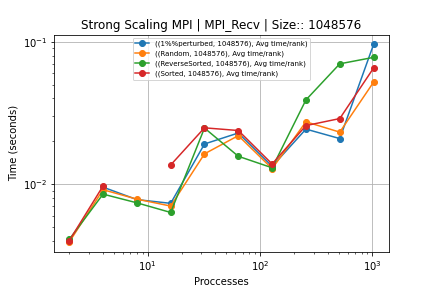 Strong Scaling MPI | MPI_Recv | Size:: 1048576
((1%%perturbed, 1048576), Avg time/rank)
((Random, 1048576), Avg time/rank)
((ReverseSorted, 1048576), Avg time/rank)
((Sorted, 1048576), Avg time/rank)
Time (seconds)
10⁻¹
10⁻²
10¹ 10² 10³
Proccesses